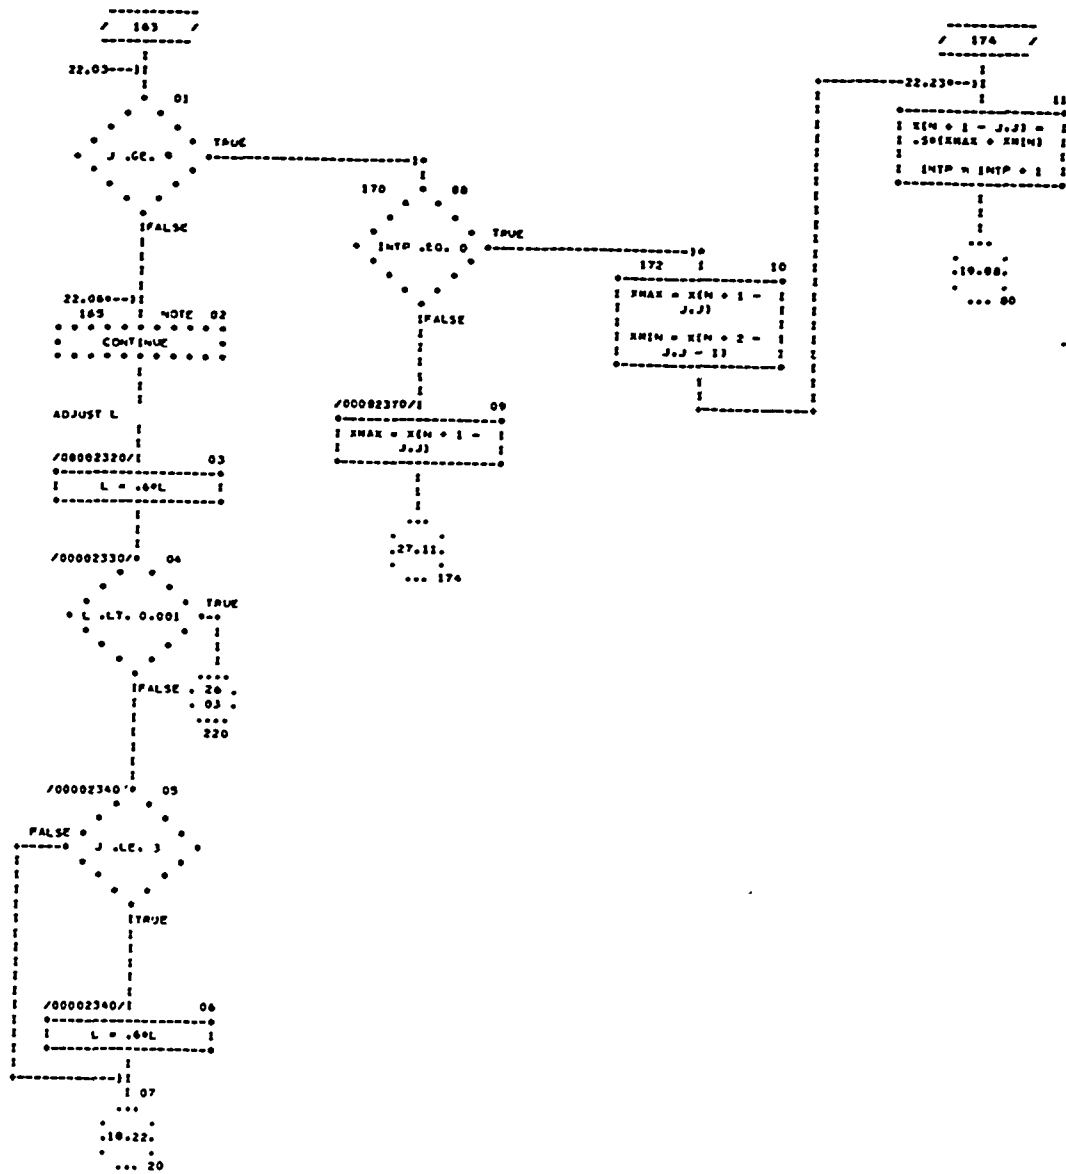 / 163 /
22.03
01
J .GE. 0
TRUE
FALSE
22.06
165 NOTE 02
CONTINUE
ADJUST L
/00002320/ 03
L = .6*L
/00002330/ 04
L .LT. 0.001
TRUE
FALSE
26
03
220
/00002340 05
J .LE. 3
FALSE
TRUE
/00002340/ 06
L = .6*L
07
.18.22.
20
170 08
INTP .EQ. 0
TRUE
FALSE
/00002370/ 09
XMAX = X(N + 1 -
J,J)
.27.11.
174
172 10
XMAX = X(N + 1 -
J,J)
XMIN = X(N + 2 -
J,J - 1)
/ 174 /
22.23
11
X(N + 1 - J,J) =
.5*(XMAX + XMIN)
INTP = INTP + 1
.19.08.
80